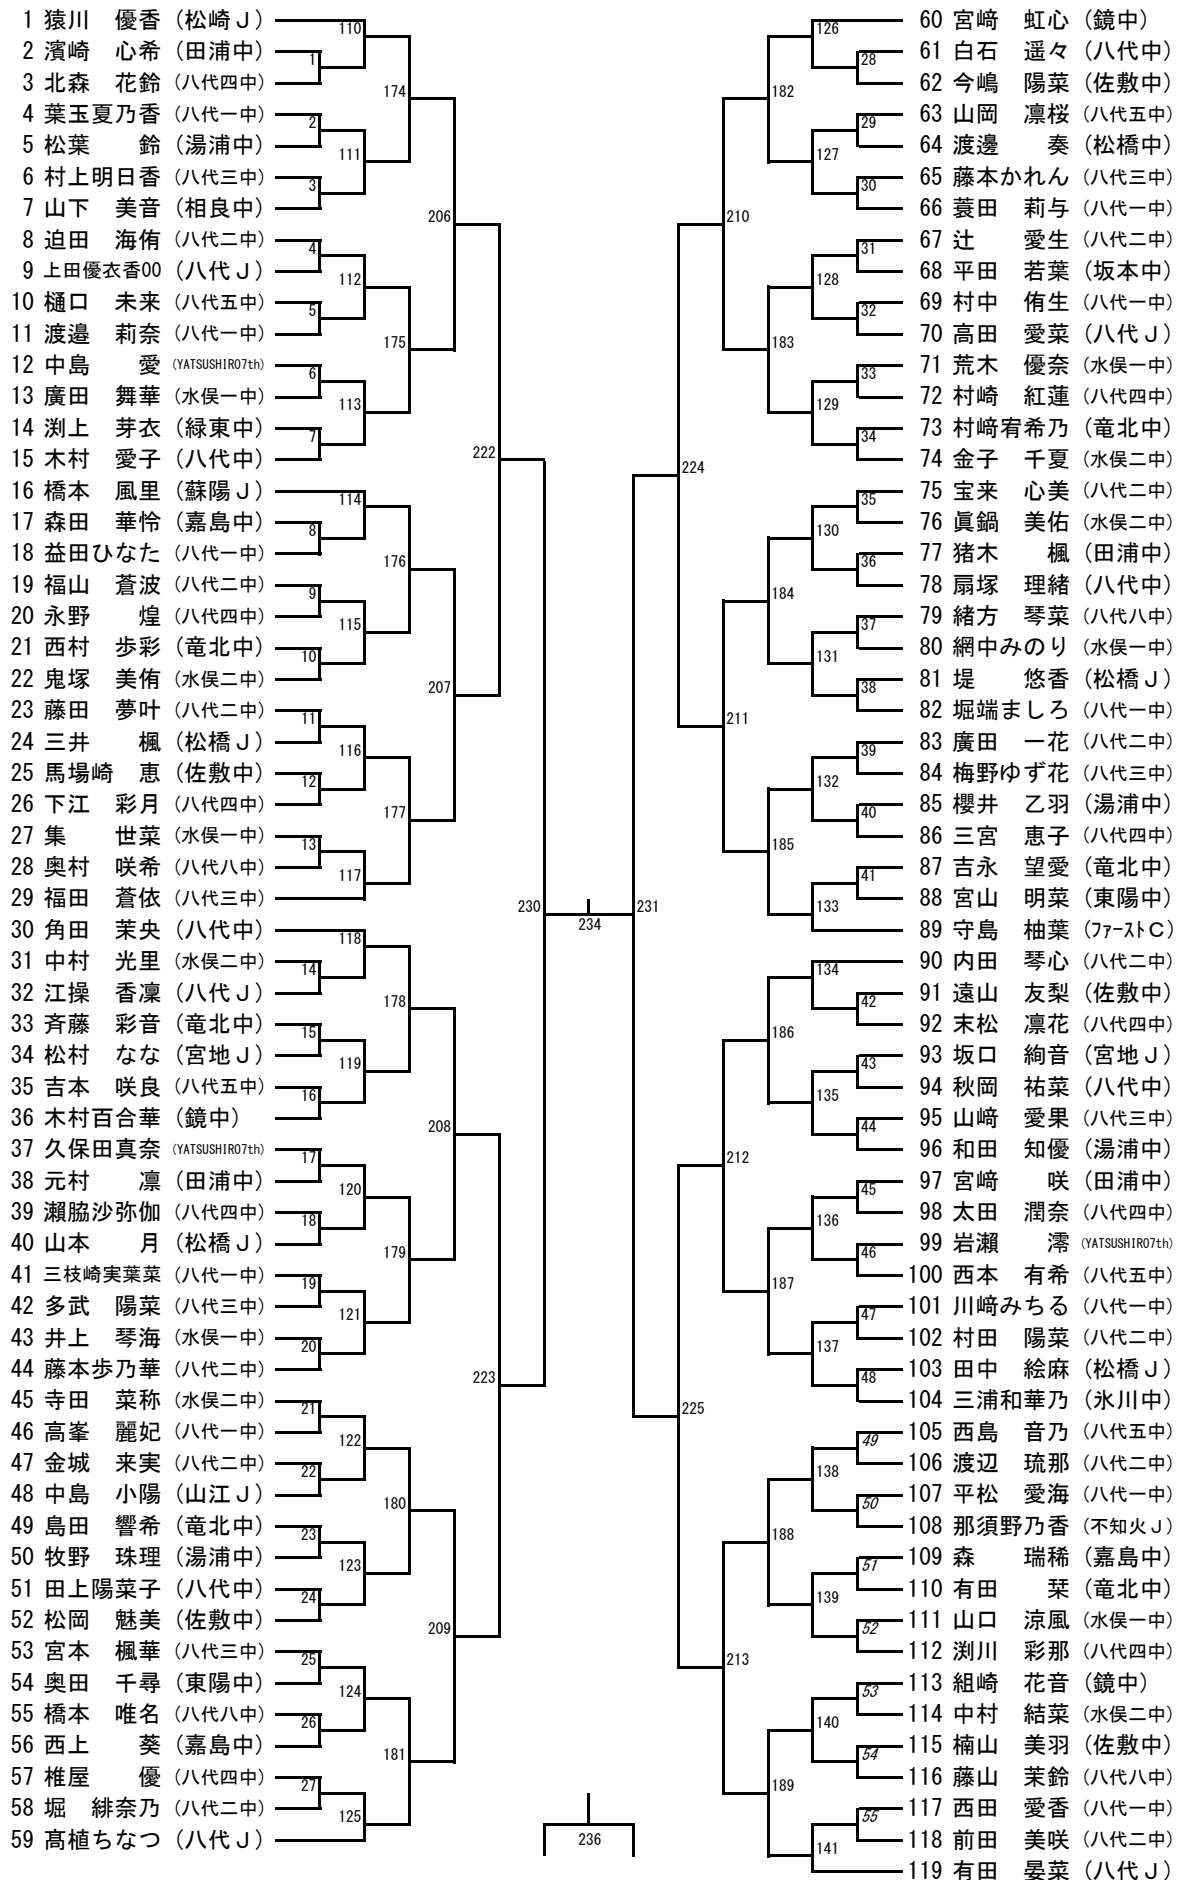 1 猿川　優香 (松崎Ｊ)
2 濱崎　心希 (田浦中)
3 北森　花鈴 (八代四中)
4 葉玉夏乃香 (八代一中)
5 松葉　　鈴 (湯浦中)
6 村上明日香 (八代三中)
7 山下　美音 (相良中)
8 迫田　海侑 (八代二中)
9 上田優衣香00 (八代Ｊ)
10 樋口　未来 (八代五中)
11 渡邉　莉奈 (八代一中)
12 中島　　愛 (YATSUSHIRO7th)
13 廣田　舞華 (水俣一中)
14 渕上　芽衣 (緑東中)
15 木村　愛子 (八代中)
16 橋本　風里 (蘇陽Ｊ)
17 森田　華怜 (嘉島中)
18 益田ひなた (八代一中)
19 福山　蒼波 (八代二中)
20 永野　　煌 (八代四中)
21 西村　歩彩 (竜北中)
22 鬼塚　美侑 (水俣二中)
23 藤田　夢叶 (八代二中)
24 三井　　楓 (松橋Ｊ)
25 馬場崎　恵 (佐敷中)
26 下江　彩月 (八代四中)
27 集　　世菜 (水俣一中)
28 奥村　咲希 (八代八中)
29 福田　蒼依 (八代三中)
30 角田　茉央 (八代中)
31 中村　光里 (水俣二中)
32 江操　香凜 (八代Ｊ)
33 斉藤　彩音 (竜北中)
34 松村　なな (宮地Ｊ)
35 吉本　咲良 (八代五中)
36 木村百合華 (鏡中)
37 久保田真奈 (YATSUSHIRO7th)
38 元村　　凛 (田浦中)
39 瀬脇沙弥伽 (八代四中)
40 山本　　月 (松橋Ｊ)
41 三枝崎実葉菜 (八代一中)
42 多武　陽菜 (八代三中)
43 井上　琴海 (水俣一中)
44 藤本歩乃華 (八代二中)
45 寺田　菜称 (水俣二中)
46 高峯　麗妃 (八代一中)
47 金城　来実 (八代二中)
48 中島　小陽 (山江Ｊ)
49 島田　響希 (竜北中)
50 牧野　珠理 (湯浦中)
51 田上陽菜子 (八代中)
52 松岡　魅美 (佐敷中)
53 宮本　楓華 (八代三中)
54 奥田　千尋 (東陽中)
55 橋本　唯名 (八代八中)
56 西上　　葵 (嘉島中)
57 椎屋　　優 (八代四中)
58 堀　緋奈乃 (八代二中)
59 髙植ちなつ (八代Ｊ)
110
1
174
2
111
3
206
4
112
5
175
6
113
7
222
114
8
176
9
115
10
207
11
116
12
177
13
117
230
118
14
178
15
119
16
208
17
120
18
179
19
121
20
223
21
122
22
180
23
123
24
209
25
124
26
181
27
125
234
236
231
126
28
182
29
127
30
210
31
128
32
183
33
129
34
224
35
130
36
184
37
131
38
211
39
132
40
185
41
133
134
42
186
43
135
44
212
45
136
46
187
47
137
48
225
49
138
50
188
51
139
52
213
53
140
54
189
55
141
60 宮﨑　虹心 (鏡中)
61 白石　遥々 (八代中)
62 今嶋　陽菜 (佐敷中)
63 山岡　凛桜 (八代五中)
64 渡邊　　奏 (松橋中)
65 藤本かれん (八代三中)
66 蓑田　莉与 (八代一中)
67 辻　　愛生 (八代二中)
68 平田　若葉 (坂本中)
69 村中　侑生 (八代一中)
70 高田　愛菜 (八代Ｊ)
71 荒木　優奈 (水俣一中)
72 村崎　紅蓮 (八代四中)
73 村﨑宥希乃 (竜北中)
74 金子　千夏 (水俣二中)
75 宝来　心美 (八代二中)
76 眞鍋　美佑 (水俣二中)
77 猪木　　楓 (田浦中)
78 扇塚　理緒 (八代中)
79 緒方　琴菜 (八代八中)
80 網中みのり (水俣一中)
81 堤　　悠香 (松橋Ｊ)
82 堀端ましろ (八代一中)
83 廣田　一花 (八代二中)
84 梅野ゆず花 (八代三中)
85 櫻井　乙羽 (湯浦中)
86 三宮　恵子 (八代四中)
87 吉永　望愛 (竜北中)
88 宮山　明菜 (東陽中)
89 守島　柚葉 (ﾌｧｰｽﾄＣ)
90 内田　琴心 (八代二中)
91 遠山　友梨 (佐敷中)
92 末松　凛花 (八代四中)
93 坂口　絢音 (宮地Ｊ)
94 秋岡　祐菜 (八代中)
95 山﨑　愛果 (八代三中)
96 和田　知優 (湯浦中)
97 宮﨑　　咲 (田浦中)
98 太田　潤奈 (八代四中)
99 岩瀬　　澪 (YATSUSHIRO7th)
100 西本　有希 (八代五中)
101 川﨑みちる (八代一中)
102 村田　陽菜 (八代二中)
103 田中　絵麻 (松橋Ｊ)
104 三浦和華乃 (氷川中)
105 西島　音乃 (八代五中)
106 渡辺　琉那 (八代二中)
107 平松　愛海 (八代一中)
108 那須野乃香 (不知火Ｊ)
109 森　　瑞稀 (嘉島中)
110 有田　　栞 (竜北中)
111 山口　涼風 (水俣一中)
112 渕川　彩那 (八代四中)
113 組崎　花音 (鏡中)
114 中村　結菜 (水俣二中)
115 楠山　美羽 (佐敷中)
116 藤山　茉鈴 (八代八中)
117 西田　愛香 (八代一中)
118 前田　美咲 (八代二中)
119 有田　晏菜 (八代Ｊ)